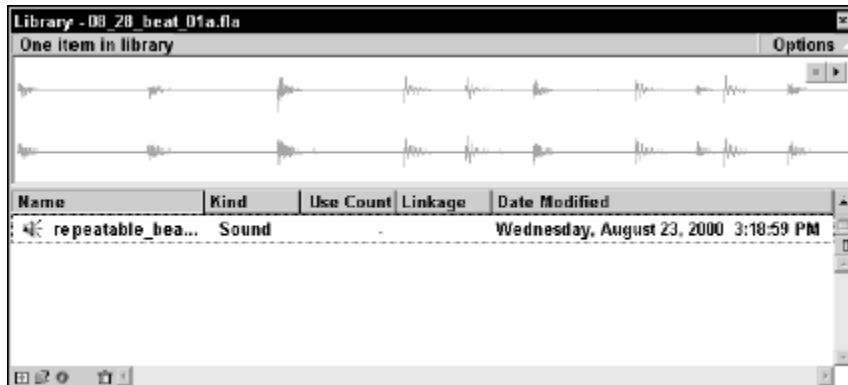 Library - 08_28_beat_01a.fla
One item in library Options
Name Kind Use Count Linkage Date Modified
repeatable_bea... Sound - Wednesday, August 23, 2000 3:18:59 PM